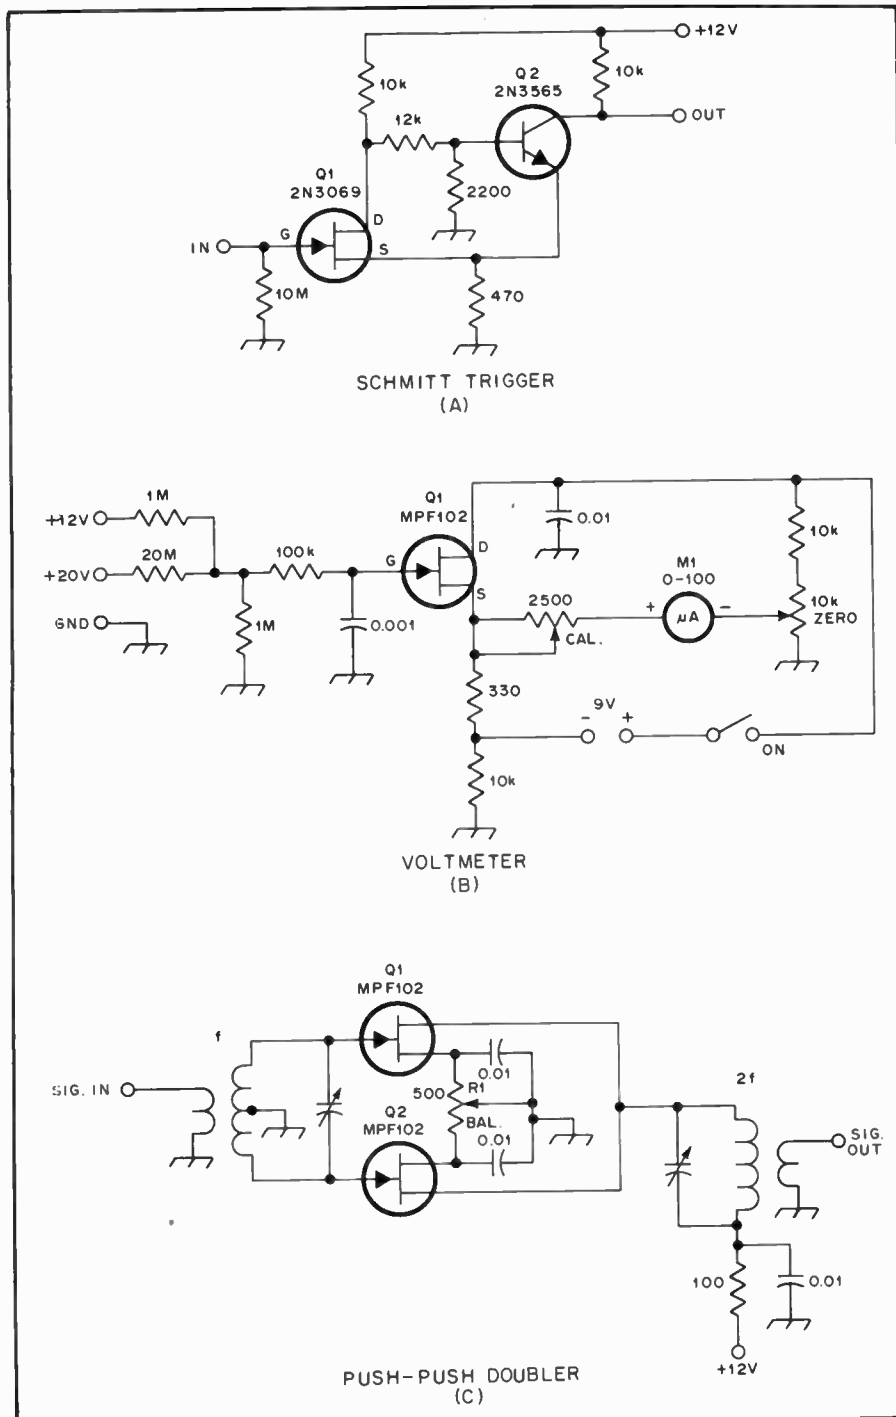 +12V
10k
Q2
2N3565
10k
OUT
12k
Q1
2N3069
2200
D
G
IN
S
10M
470
SCHMITT TRIGGER
(A)
1M
Q1
MPF102
+12V
0.01
10k
20M
100k
G
D
M1
0-100
+20V
S
2500
+
μA
-
10k
ZERO
GND
1M
0.001
CAL.
330
9V
- +
ON
10k
VOLTMETER
(B)
Q1
MPF102
f
0.01
2f
SIG. IN
500
R1
Q2
MPF102
BAL.
0.01
SIG.
OUT
100
0.01
+12V
PUSH-PUSH DOUBLER
(C)